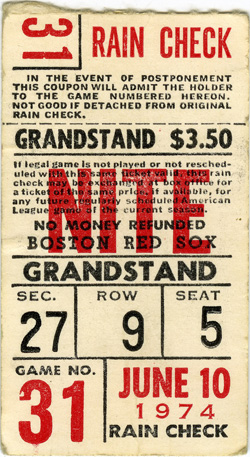 31
RAIN CHECK
IN THE EVENT OF POSTPONEMENT
THIS COUPON WILL ADMIT THE HOLDER
TO THE GAME NUMBERED HEREON.
NOT GOOD IF DETACHED FROM ORIGINAL
RAIN CHECK.
GRANDSTAND $3.50
If legal game is not played or not resched-
uled with this same ticket valid, then rain
check may be exchanged at box office for
a ticket of the same price, if available, for
any future regularly scheduled American
League game of the current season.
NITE
NO MONEY REFUNDED
BOSTON RED SOX
GRANDSTAND
SEC. ROW SEAT
27 9 5
GAME NO.
31
JUNE 10
1974
RAIN CHECK